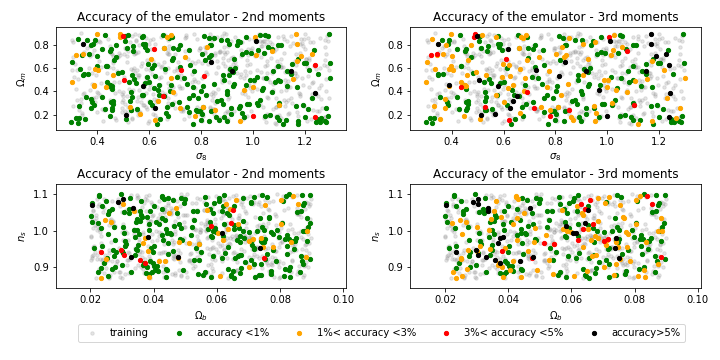 Accuracy of the emulator - 2nd moments
Accuracy of the emulator - 3rd moments
0.8
0.6
0.4
0.2
Ωm
0.4 0.6 0.8 1.0 1.2
σ8
0.8
0.6
0.4
0.2
Ωm
0.4 0.6 0.8 1.0 1.2
σ8
Accuracy of the emulator - 2nd moments
Accuracy of the emulator - 3rd moments
1.1
1.0
0.9
ns
0.02 0.04 0.06 0.08 0.10
Ωb
1.1
1.0
0.9
ns
0.02 0.04 0.06 0.08 0.10
Ωb
training accuracy <1% 1%< accuracy <3% 3%< accuracy <5% accuracy>5%